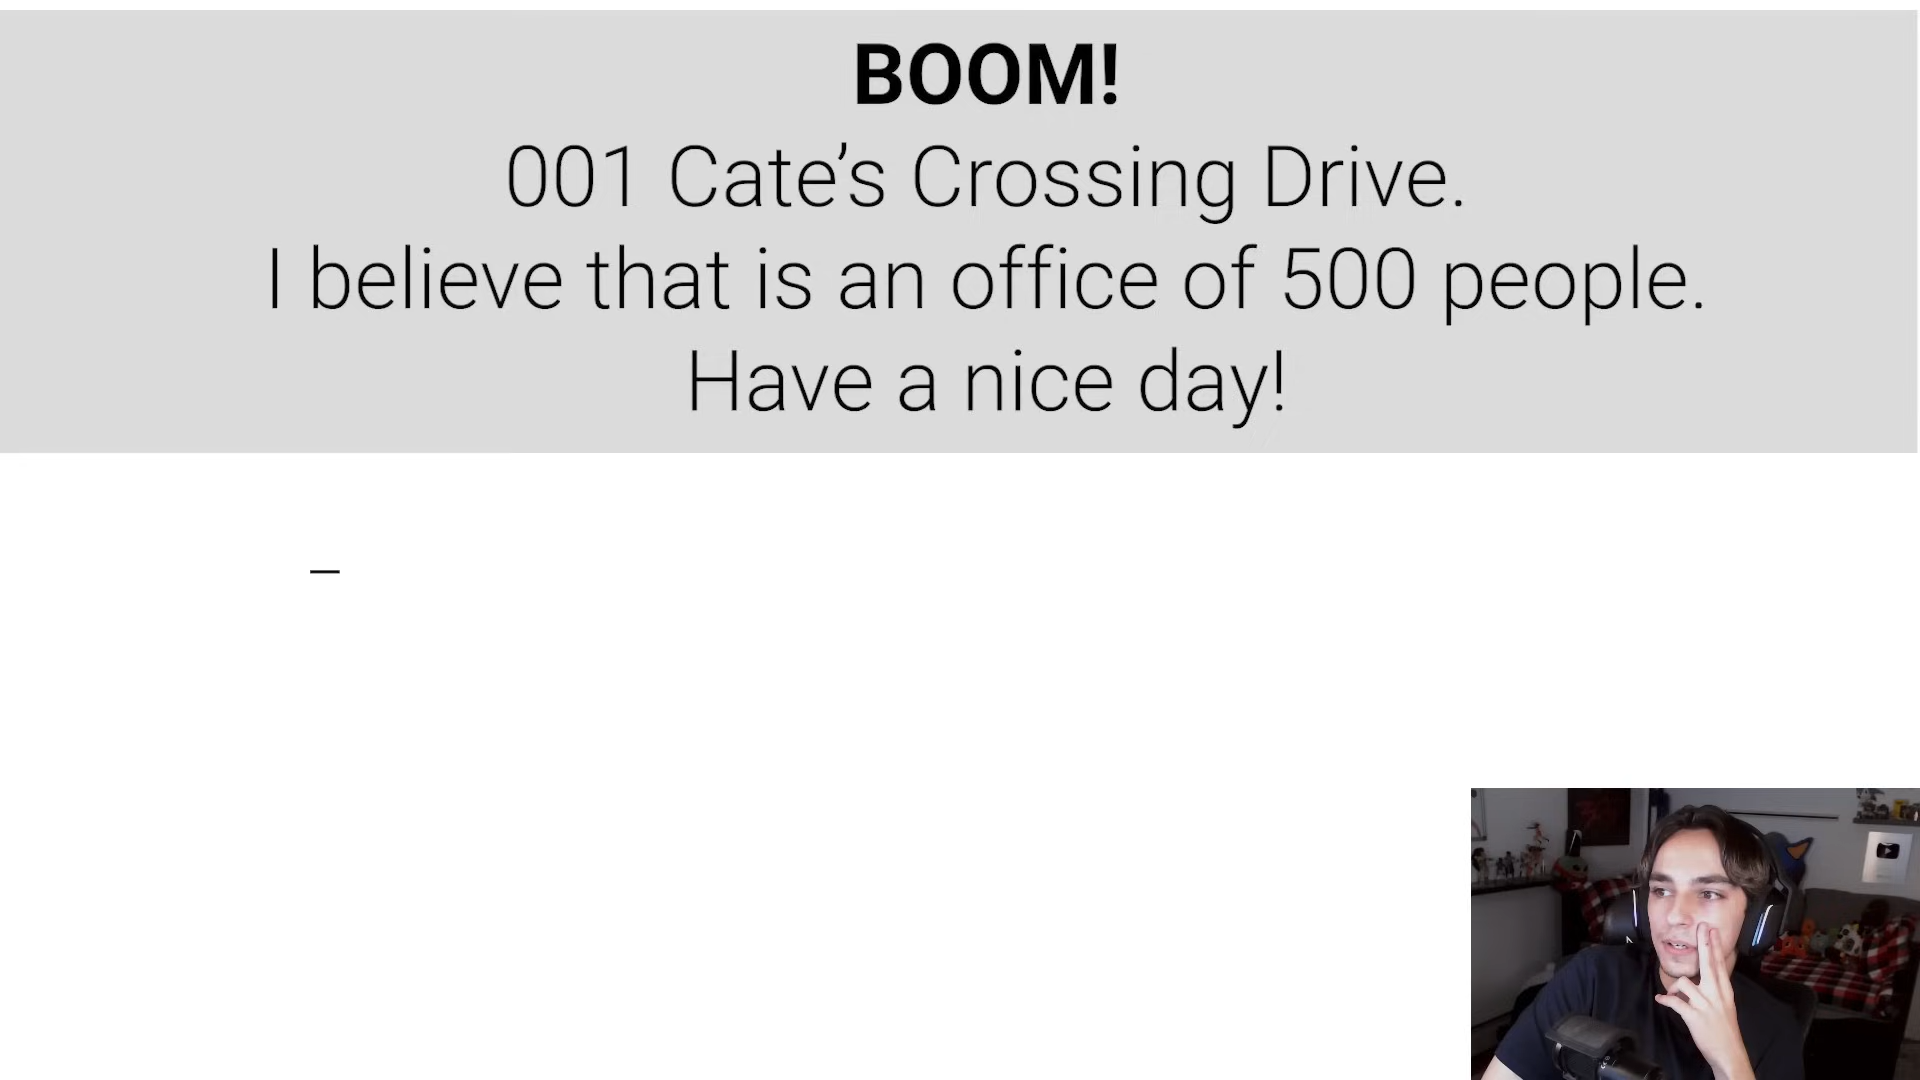 BOOM!
001 Cate’s Crossing Drive.
I believe that is an office of 500 people.
Have a nice day!
_